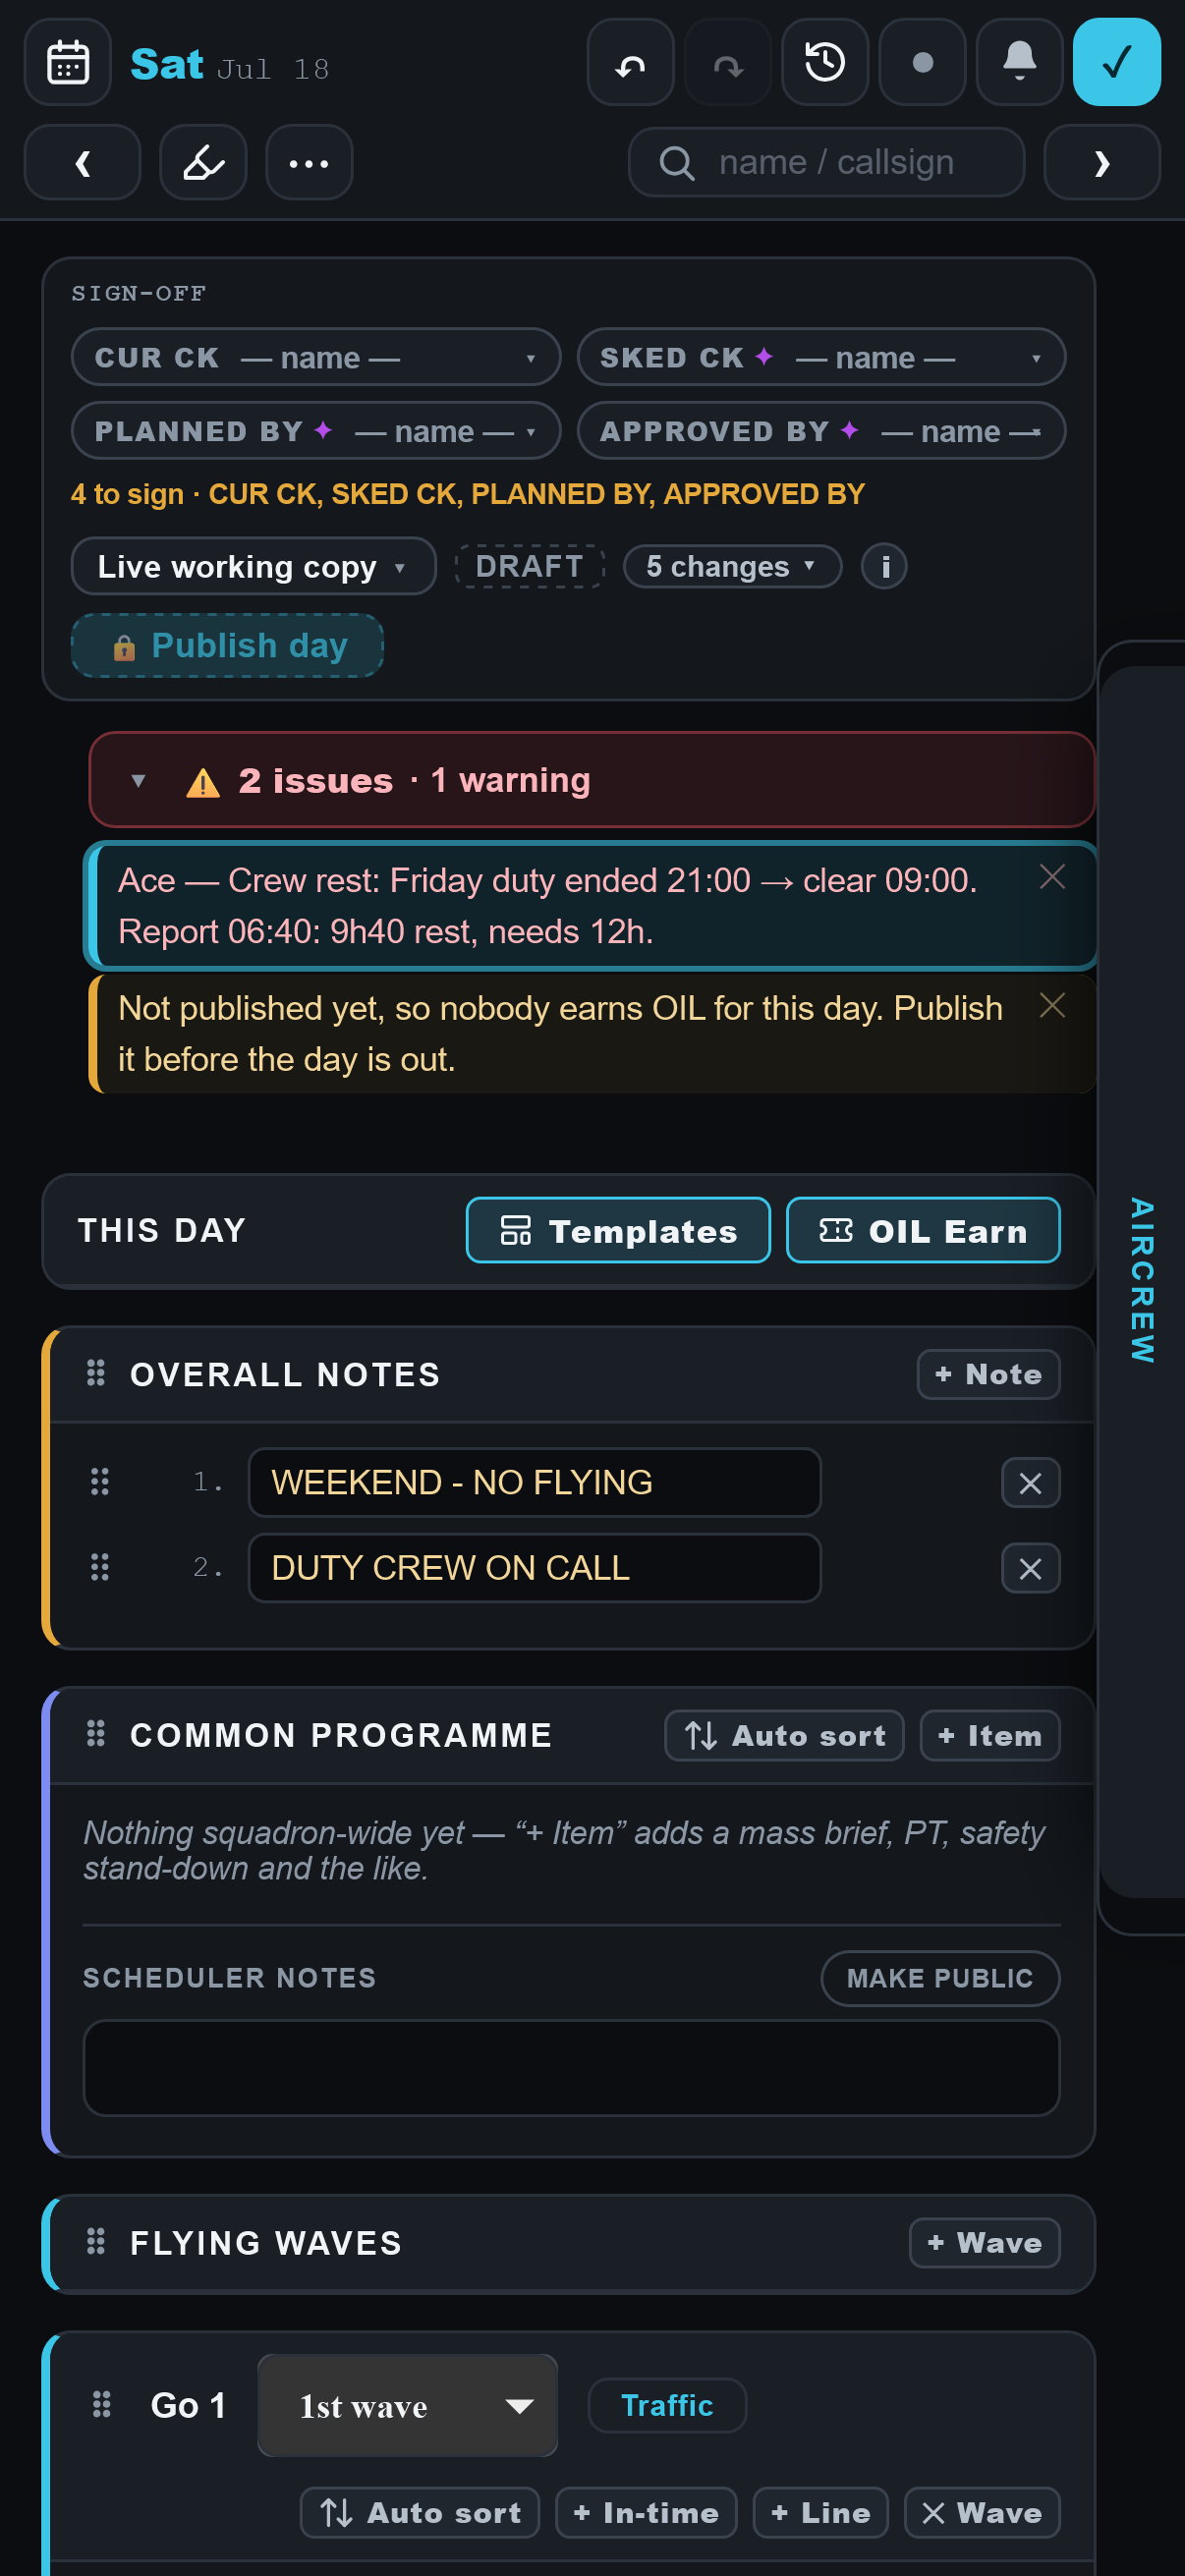 Sat Jul 18
name / callsign
SIGN-OFF
CUR CK — name —
SKED CK ✦ — name —
PLANNED BY ✦ — name —
APPROVED BY ✦ — name —
4 to sign · CUR CK, SKED CK, PLANNED BY, APPROVED BY
Live working copy
DRAFT
5 changes
i
Publish day
2 issues · 1 warning
Ace — Crew rest: Friday duty ended 21:00 → clear 09:00.
Report 06:40: 9h40 rest, needs 12h.
Not published yet, so nobody earns OIL for this day. Publish
it before the day is out.
AIRCREW
THIS DAY
Templates
OIL Earn
OVERALL NOTES
+ Note
1. WEEKEND - NO FLYING
2. DUTY CREW ON CALL
COMMON PROGRAMME
Auto sort
+ Item
Nothing squadron-wide yet — “+ Item” adds a mass brief, PT, safety
stand-down and the like.
SCHEDULER NOTES
MAKE PUBLIC
FLYING WAVES
+ Wave
Go 1
1st wave
Traffic
Auto sort
+ In-time
+ Line
× Wave